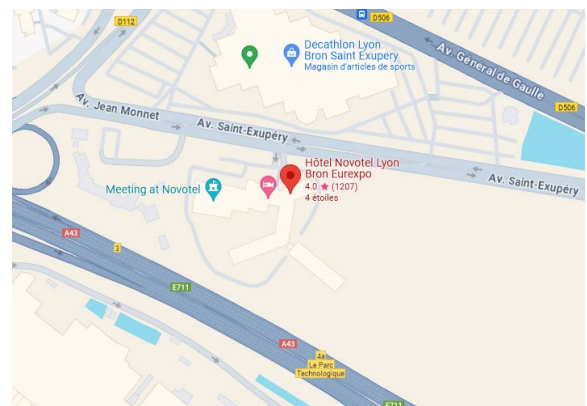 D112
D506
Decathlon Lyon
Bron Saint Exupery
Magasin d'articles de sports
Av. Général de Gaulle
D506
Av. Jean Monnet
Av. Saint-Exupéry
Hôtel Novotel Lyon
Bron Eurexpo
4.0 ★ (1207)
4 étoiles
Av. Saint-Exupéry
Meeting at Novotel
A43
3
E711
A43
4a
Le Parc
Technologique
E711